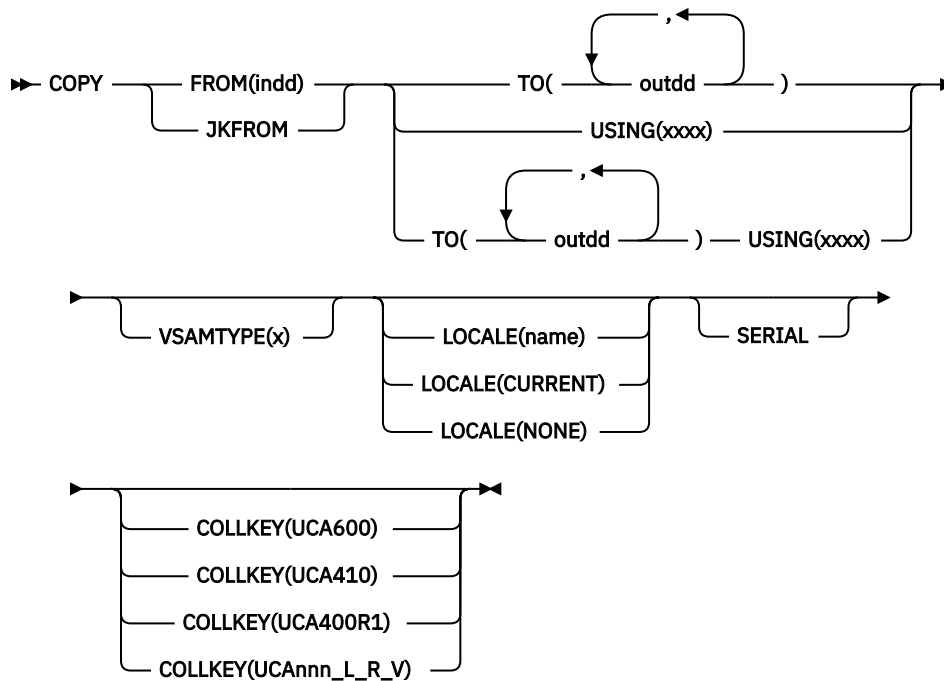 ,
COPY FROM(indd) TO( outdd )
JKFROM USING(xxxx)
,
TO( outdd ) USING(xxxx)
VSAMTYPE(x) LOCALE(name) SERIAL
LOCALE(CURRENT)
LOCALE(NONE)
COLLKEY(UCA600)
COLLKEY(UCA410)
COLLKEY(UCA400R1)
COLLKEY(UCAnnn_L_R_V)